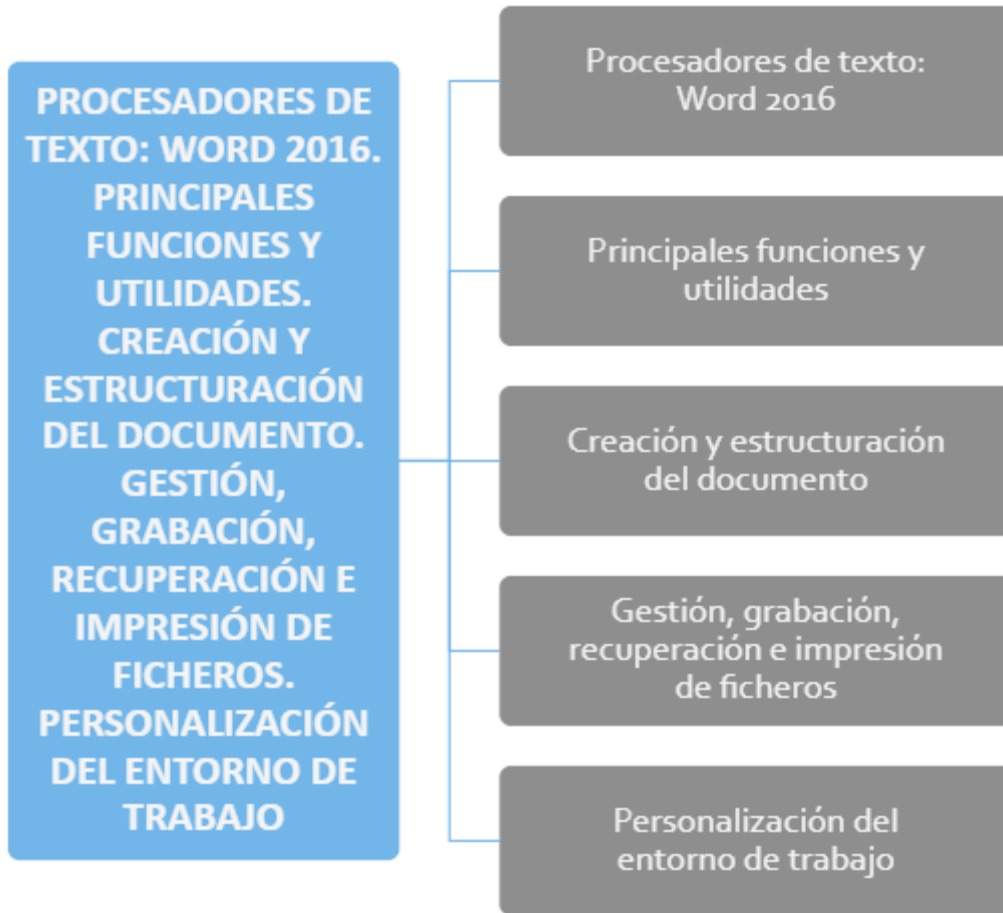 PROCESADORES DE
TEXTO: WORD 2016.
PRINCIPALES
FUNCIONES Y
UTILIDADES.
CREACIÓN Y
ESTRUCTURACIÓN
DEL DOCUMENTO.
GESTIÓN,
GRABACIÓN,
RECUPERACIÓN E
IMPRESIÓN DE
FICHEROS.
PERSONALIZACIÓN
DEL ENTORNO DE
TRABAJO
Procesadores de texto:
Word 2016
Principales funciones y
utilidades
Creación y estructuración
del documento
Gestión, grabación,
recuperación e impresión
de ficheros
Personalización del
entorno de trabajo